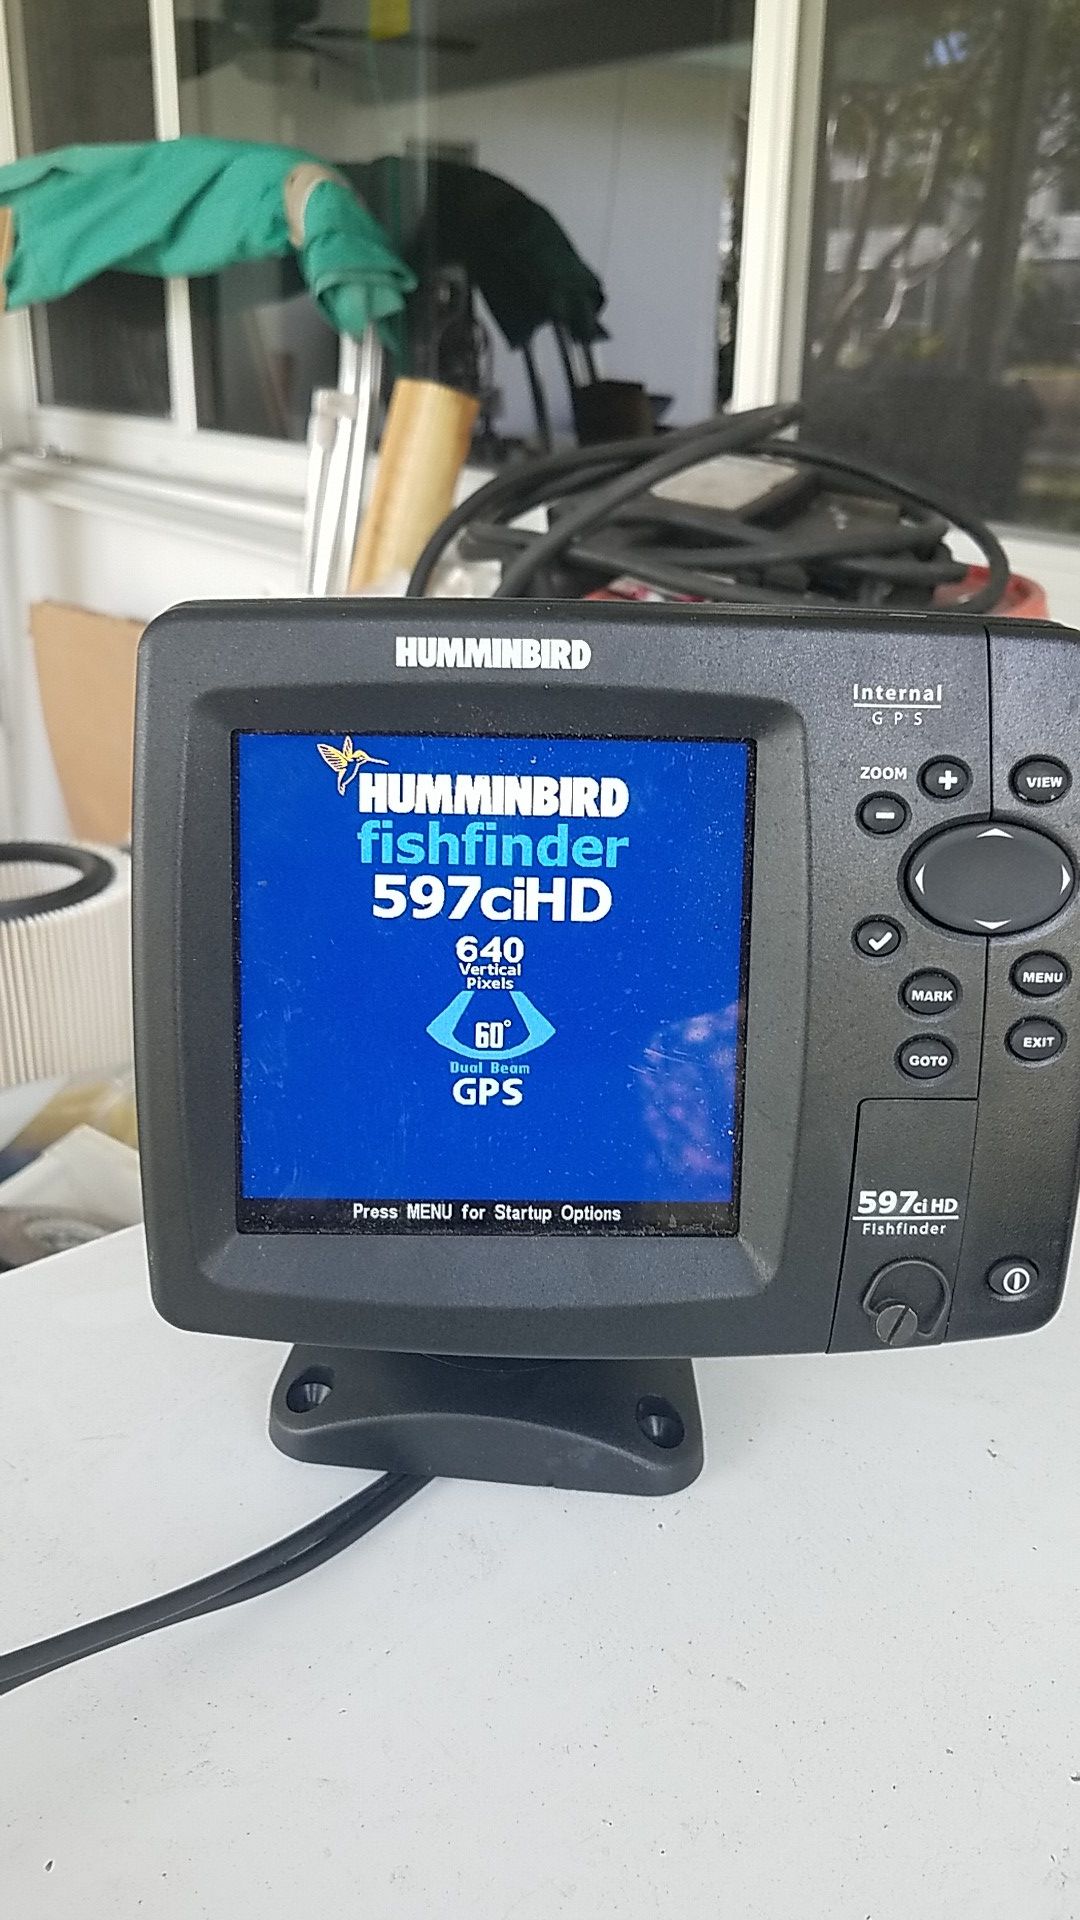 HUMMINBIRD
Internal
GPS
ZOOM
VIEW
MENU
MARK
EXIT
GOTO
597ci HD
Fishfinder
HUMMINBIRD
fishfinder
597ciHD
640
Vertical
Pixels
60°
Dual Beam
GPS
Press MENU for Startup Options